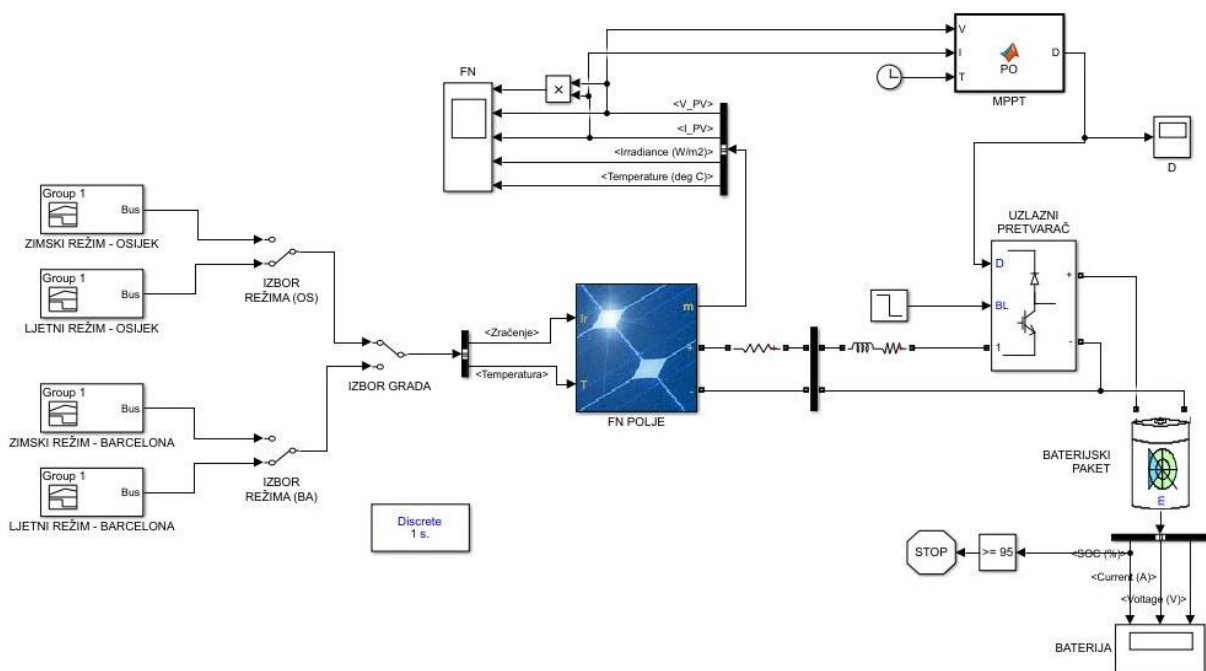 FN
×
<V_PV>
<I_PV>
<Irradiance (W/m2)>
<Temperature (deg C)>
V
I
T
PO
D
MPPT
D
Group 1
Bus
ZIMSKI REŽIM - OSIJEK
Group 1
Bus
LJETNI REŽIM - OSIJEK
IZBOR
REŽIMA (OS)
IZBOR GRADA
Group 1
Bus
ZIMSKI REŽIM - BARCELONA
Group 1
Bus
LJETNI REŽIM - BARCELONA
IZBOR
REŽIMA (BA)
<Zračenje>
<Temperatura>
Ir
T
m
+
-
FN POLJE
UZLAZNI
PRETVARAČ
D
BL
1
+
-
Discrete
1 s.
BATERIJSKI
PAKET
m
STOP
>= 95
<SOC (%)>
<Current (A)>
<Voltage (V)>
BATERIJA